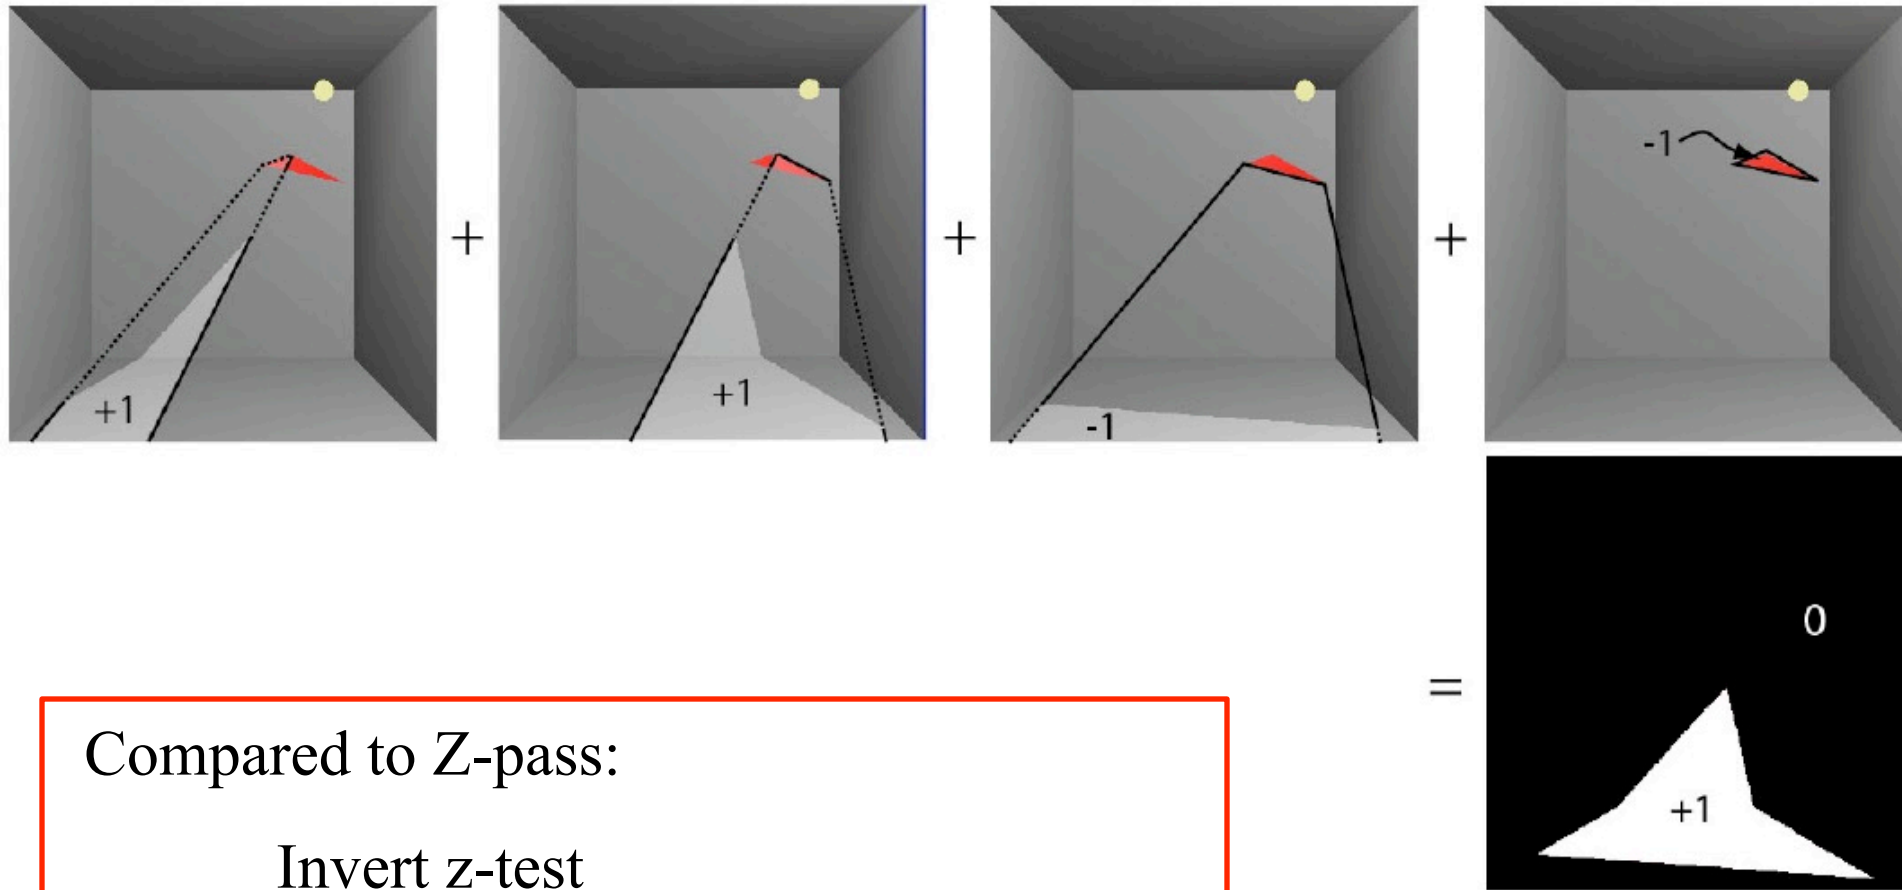 +1 + +1 + -1 + -1
= 0
+1
Compared to Z-pass:
Invert z-test